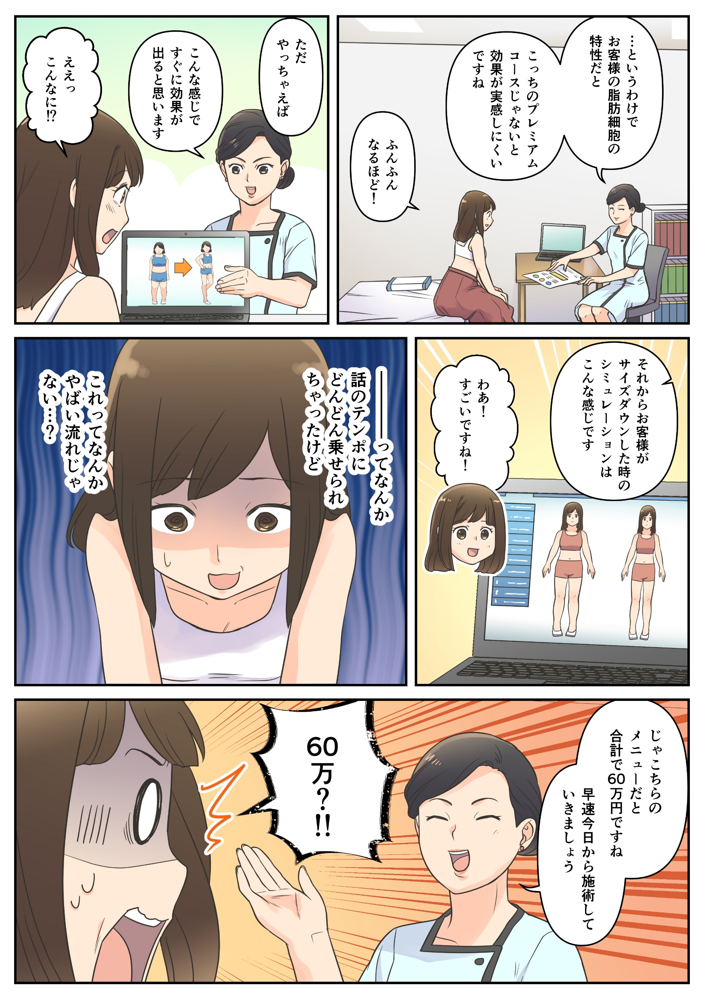 …というわけで
お客様の脂肪細胞の
特性だと
こっちのプレミアム
コースじゃないと
効果が実感しにくい
ですね
ふんふん
なるほど！
ただ
やっちゃえば
こんな感じで
すぐに効果が
出ると思います
ええっ
こんなに!?
それからお客様が
サイズダウンした時の
シミュレーションは
こんな感じです
わぁ！
すごいですね！
――ってなんか
話のテンポに
どんどん乗せられ
ちゃったけど
これってなんか
やばい流れじゃ
ない…？
じゃこちらの
メニューだと
合計で60万円ですね
早速今日から施術して
いきましょう
60万？!!